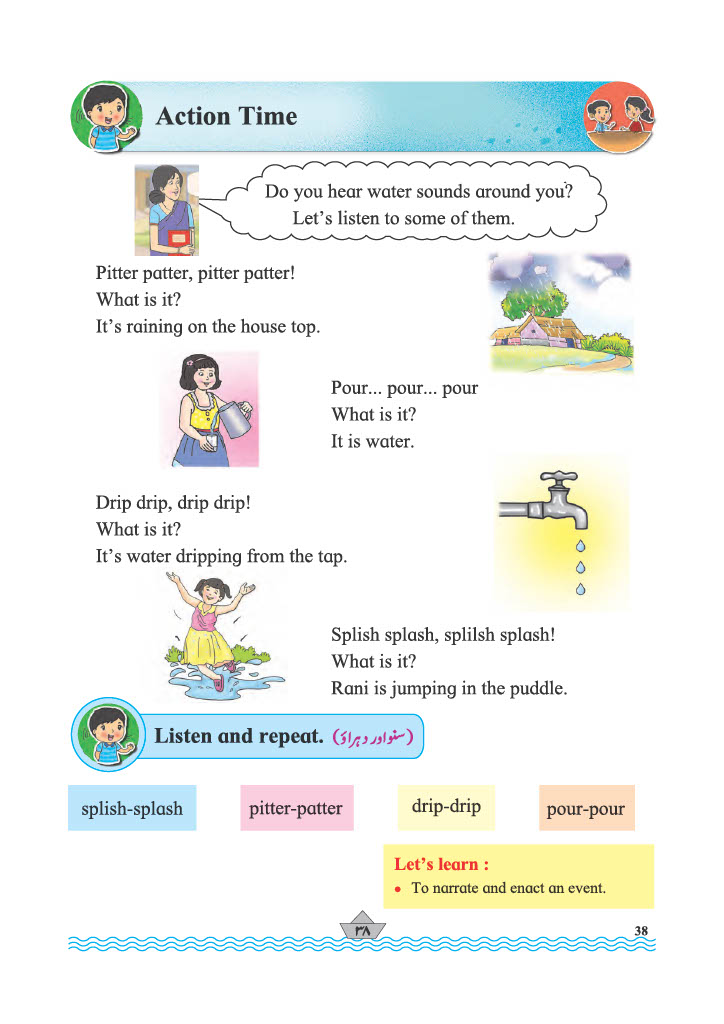 Action Time
Do you hear water sounds around you?
Let's listen to some of them.
Pitter patter, pitter patter!
What is it?
It's raining on the house top.
Pour... pour... pour
What is it?
It is water.
Drip drip, drip drip!
What is it?
It's water dripping from the tap.
Splish splash, splilsh splash!
What is it?
Rani is jumping in the puddle.
Listen and repeat. (سنو اور دہراؤ)
splish-splash
pitter-patter
drip-drip
pour-pour
Let's learn :
• To narrate and enact an event.
۳۸
38